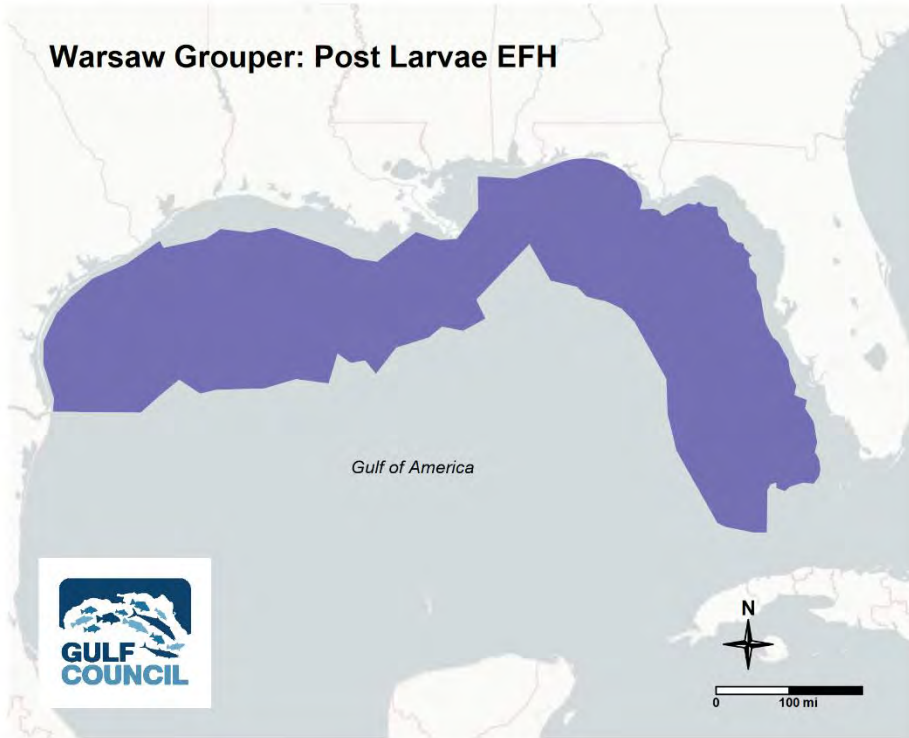 Warsaw Grouper: Post Larvae EFH
Gulf of America
GULF
COUNCIL
N
0 100 mi